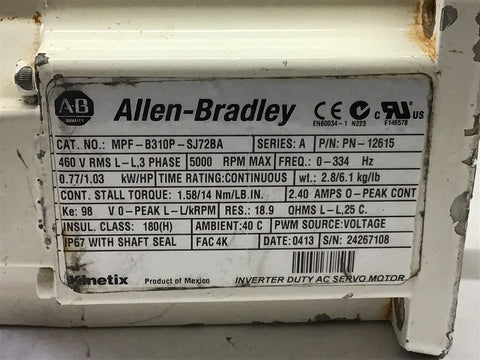 AB
QUALITY
Allen-Bradley
CE
EN60034-1 N223
C UR US
E146578
CAT. NO.: MPF-B310P-SJ72BA SERIES: A P/N: PN-12615
460 V RMS L-L,3 PHASE 5000 RPM MAX FREQ.: 0-334 Hz
0.77/1.03 kW/HP TIME RATING:CONTINUOUS wt.: 2.8/6.1 kg/lb
CONT. STALL TORQUE: 1.58/14 Nm/LB.IN. 2.40 AMPS 0-PEAK CONT
Ke: 98 V 0-PEAK L-L/kRPM RES.: 18.9 OHMS L-L,25 C.
INSUL. CLASS: 180(H) AMBIENT:40 C PWM SOURCE:VOLTAGE
IP67 WITH SHAFT SEAL FAC 4K DATE:0413 S/N: 24267108
Kinetix Product of Mexico INVERTER DUTY AC SERVO MOTOR